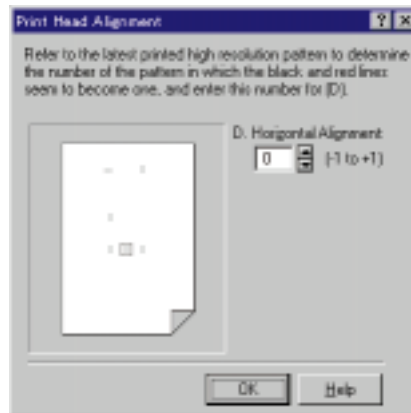 Print Head Alignment
Refer to the latest printed high resolution pattern to determine
the number of the pattern in which the black and red lines
seem to become one, and enter this number for (D).
D. Horizontal Alignment
0 (-1 to +1)
OK Help